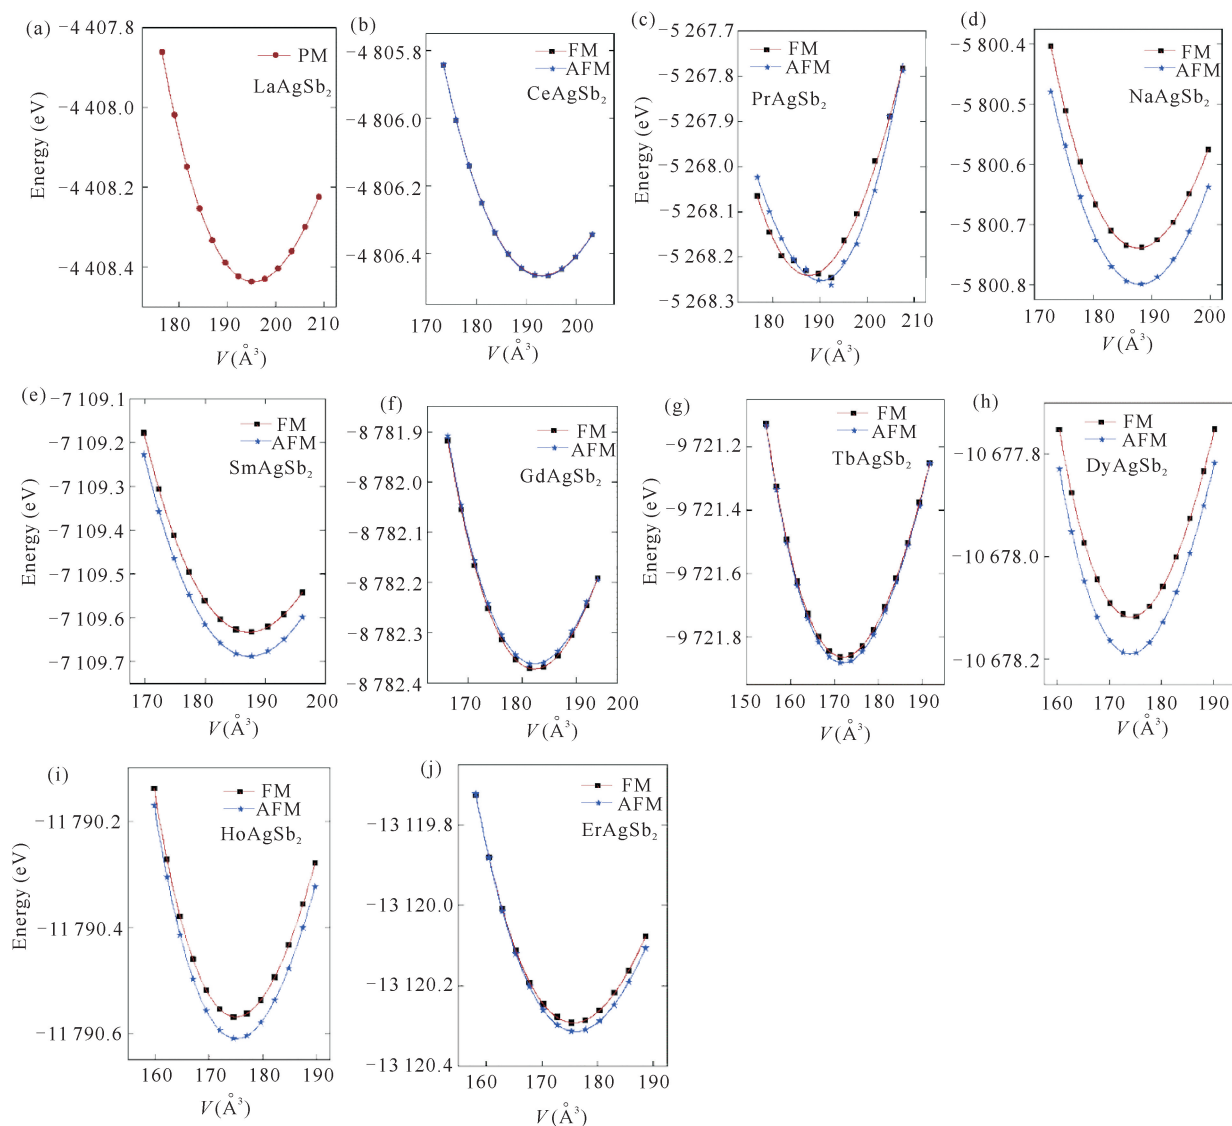 (a)
−4 407.8
−4 408.0
−4 408.2
−4 408.4
Energy (eV)
PM
LaAgSb2
180 190 200 210
V(Å3)
(b)
−4 805.8
−4 806.0
−4 806.2
−4 806.4
FM
AFM
CeAgSb2
170 180 190 200
V(Å3)
(c)
−5 267.7
−5 267.8
−5 267.9
−5 268.0
−5 268.1
−5 268.2
−5 268.3
Energy (eV)
FM
AFM
PrAgSb2
180 190 200 210
V(Å3)
(d)
−5 800.4
−5 800.5
−5 800.6
−5 800.7
−5 800.8
FM
AFM
NaAgSb2
170 180 190 200
V(Å3)
(e)
−7 109.1
−7 109.2
−7 109.3
−7 109.4
−7 109.5
−7 109.6
−7 109.7
Energy (eV)
FM
AFM
SmAgSb2
170 180 190 200
V(Å3)
(f)
−8 781.9
−8 782.0
−8 782.1
−8 782.2
−8 782.3
−8 782.4
FM
AFM
GdAgSb2
160 170 180 190 200
V(Å3)
(g)
−9 721.2
−9 721.4
−9 721.6
−9 721.8
Energy (eV)
FM
AFM
TbAgSb2
150 160 170 180 190
V(Å3)
(h)
−10 677.8
−10 678.0
−10 678.2
FM
AFM
DyAgSb2
160 170 180 190
V(Å3)
(i)
−11 790.2
−11 790.4
−11 790.6
Energy (eV)
FM
AFM
HoAgSb2
160 170 180 190
V(Å3)
(j)
−13 119.8
−13 120.0
−13 120.2
−13 120.4
FM
AFM
ErAgSb2
160 170 180 190
V(Å3)